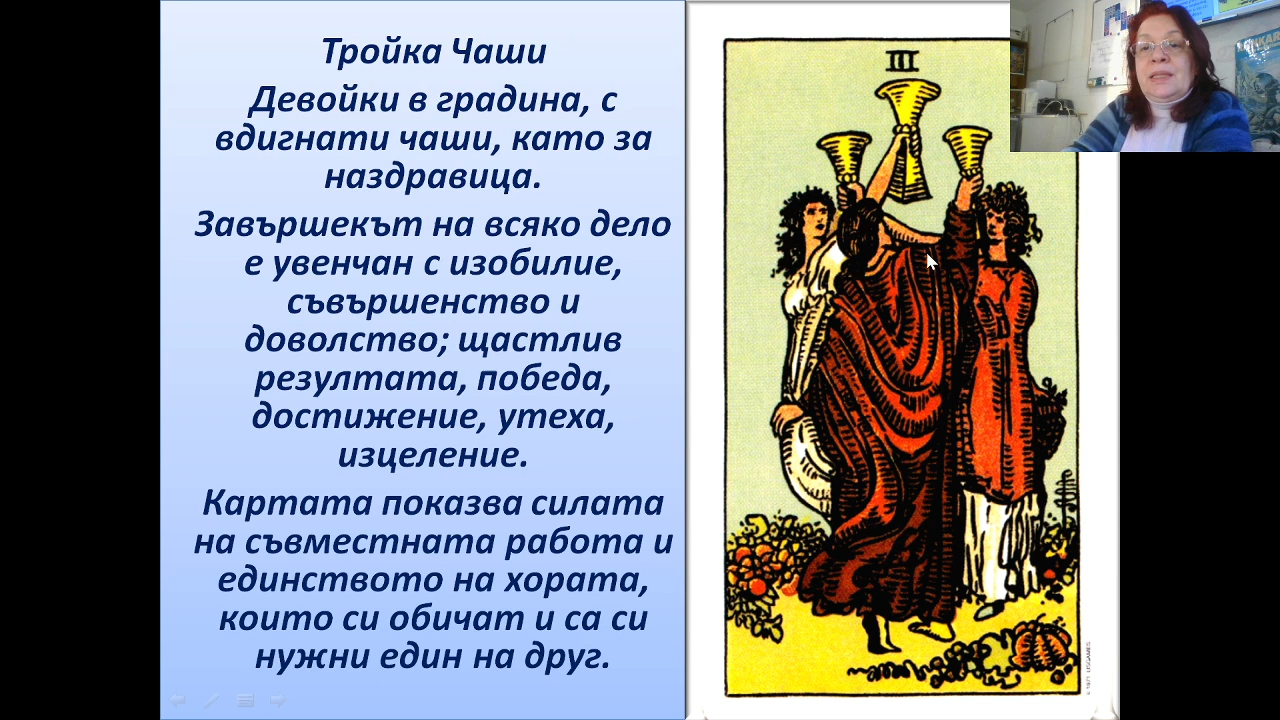 Тройка Чаши
Девойки в градина, с
вдигнати чаши, като за
наздравица.
Завършекът на всяко дело
е увенчан с изобилие,
съвършенство и
доволство; щастлив
резултата, победа,
достижение, утеха,
изцеление.
Картата показва силата
на съвместната работа и
единството на хората,
които си обичат и са си
нужни един на друг.
III